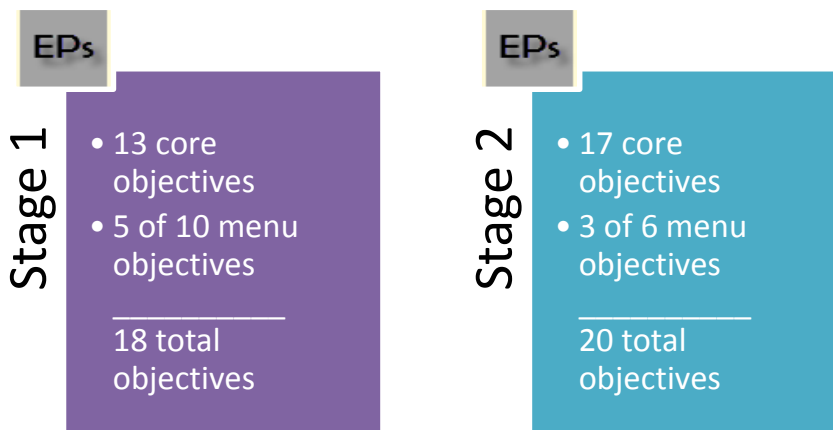 EPs
Stage 1
• 13 core
objectives
• 5 of 10 menu
objectives
__________
18 total
objectives
EPs
Stage 2
• 17 core
objectives
• 3 of 6 menu
objectives
__________
20 total
objectives